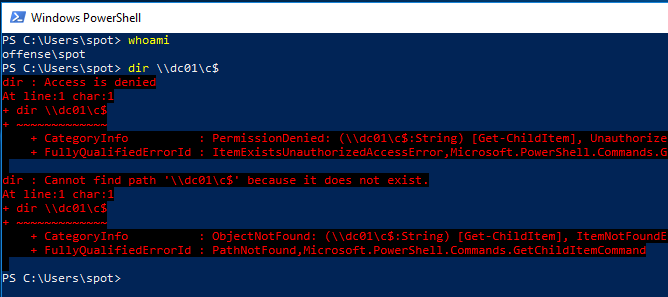 Windows PowerShell
PS C:\Users\spot> whoami
offense\spot
PS C:\Users\spot> dir \\dc01\c$
dir : Access is denied
At line:1 char:1
+ dir \\dc01\c$
+ ~~~~~~~~~~~~~
    + CategoryInfo          : PermissionDenied: (\\dc01\c$:String) [Get-ChildItem], Unauthorize
    + FullyQualifiedErrorId : ItemExistsUnauthorizedAccessError,Microsoft.PowerShell.Commands.G
dir : Cannot find path '\\dc01\c$' because it does not exist.
At line:1 char:1
+ dir \\dc01\c$
+ ~~~~~~~~~~~~~
    + CategoryInfo          : ObjectNotFound: (\\dc01\c$:String) [Get-ChildItem], ItemNotFoundE
    + FullyQualifiedErrorId : PathNotFound,Microsoft.PowerShell.Commands.GetChildItemCommand
PS C:\Users\spot>